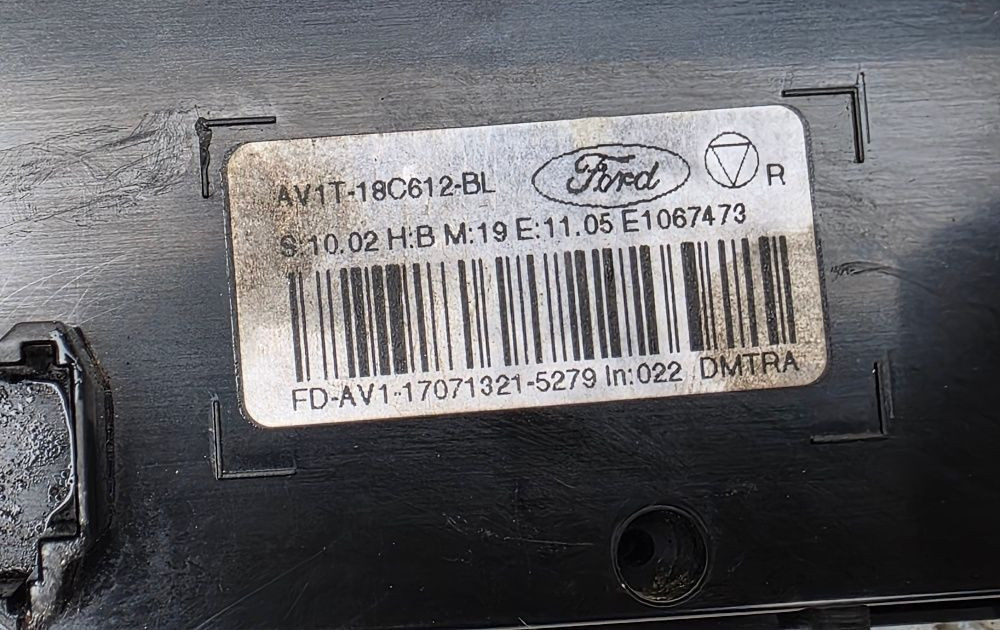 AV1T-18C612-BL Ford R
S:10.02 H:B M:19 E:11.05 E1067473
FD-AV1-17071321-5279 In:022 DMTRA